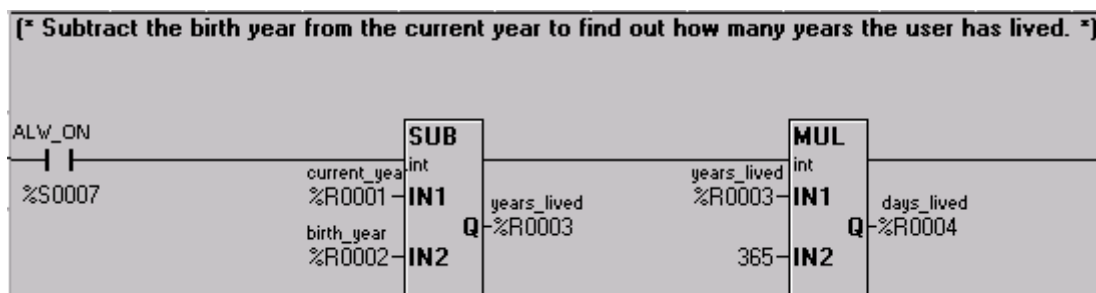 (* Subtract the birth year from the current year to find out how many years the user has lived. *)
ALW_ON
%S0007
SUB
int
current_yea
%R0001
IN1
birth_year
%R0002
IN2
Q
years_lived
%R0003
MUL
int
years_lived
%R0003
IN1
365
IN2
Q
days_lived
%R0004